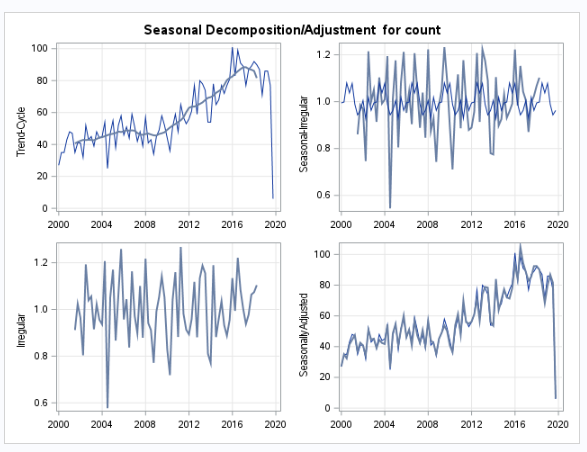 Seasonal Decomposition/Adjustment for count
Trend-Cycle
100
80
60
40
20
0
2000 2004 2008 2012 2016 2020
Seasonal-Irregular
1.2
1.0
0.8
0.6
2000 2004 2008 2012 2016 2020
Irregular
1.2
1.0
0.8
0.6
2000 2004 2008 2012 2016 2020
Seasonally Adjusted
100
80
60
40
20
0
2000 2004 2008 2012 2016 2020